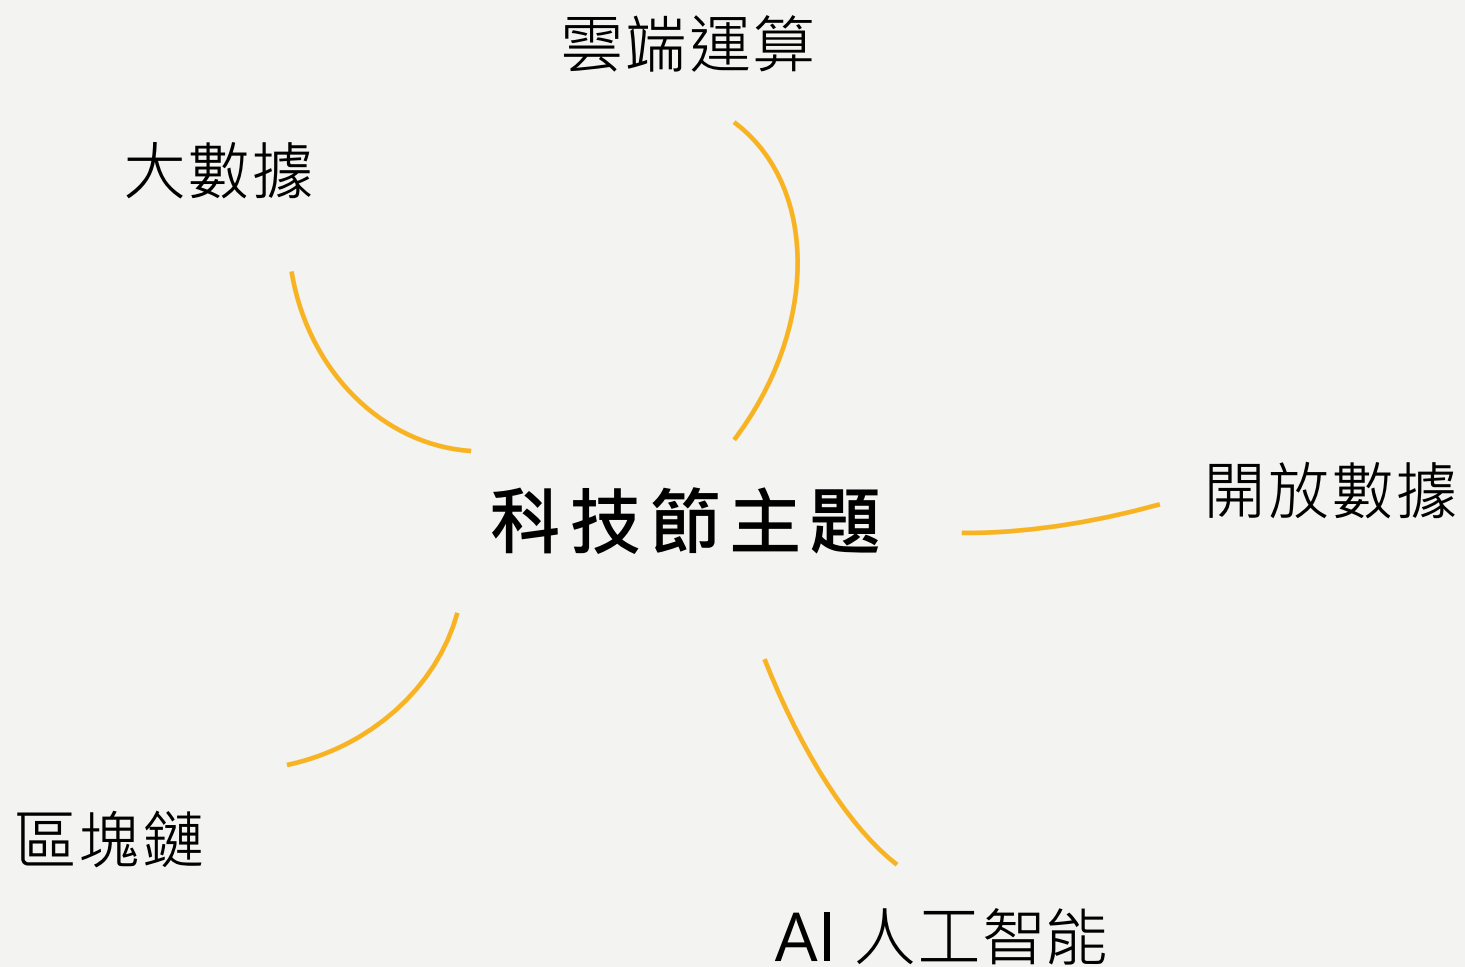 雲端運算
大數據
科技節主題
開放數據
區塊鏈
AI 人工智能